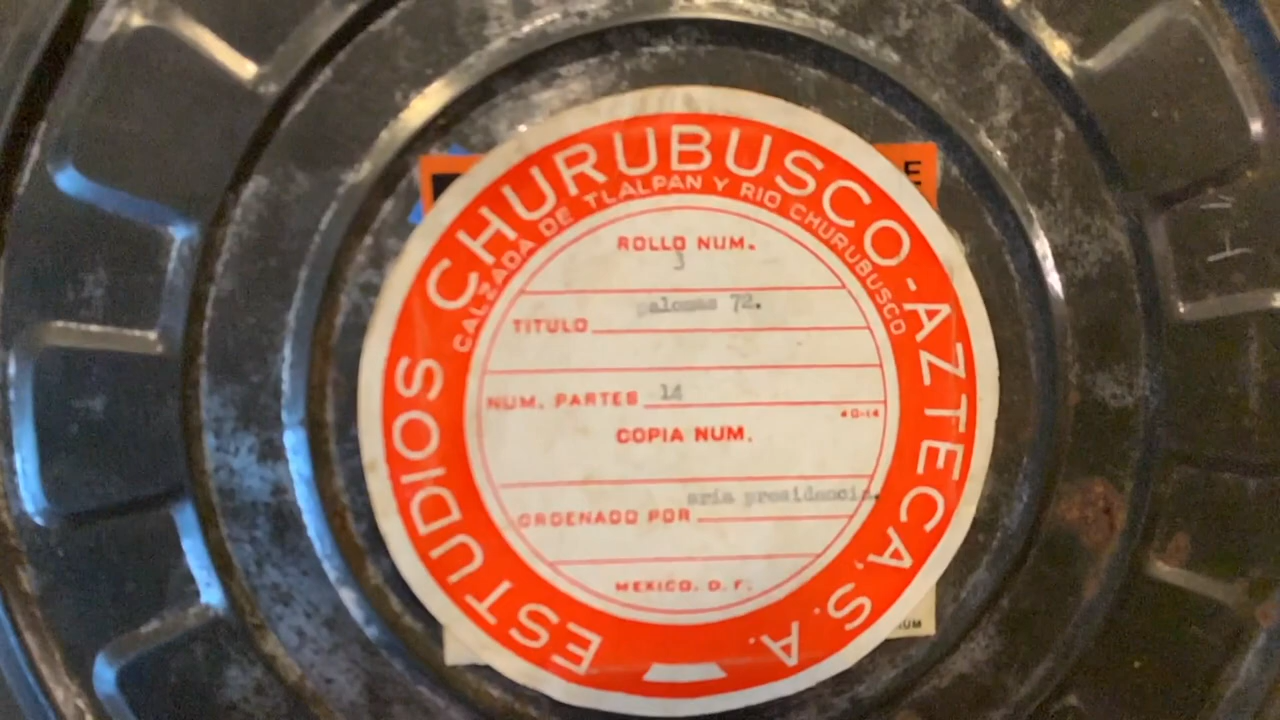 ESTUDIOS CHURUBUSCO-AZTECA, S. A.
CALZADA DE TLALPAN Y RIO CHURUBUSCO
ROLLO NUM.
palomas 72.
TITULO
NUM. PARTES 14
40-14
COPIA NUM.
sria presidencia.
ORDENADO POR
MEXICO, D. F.